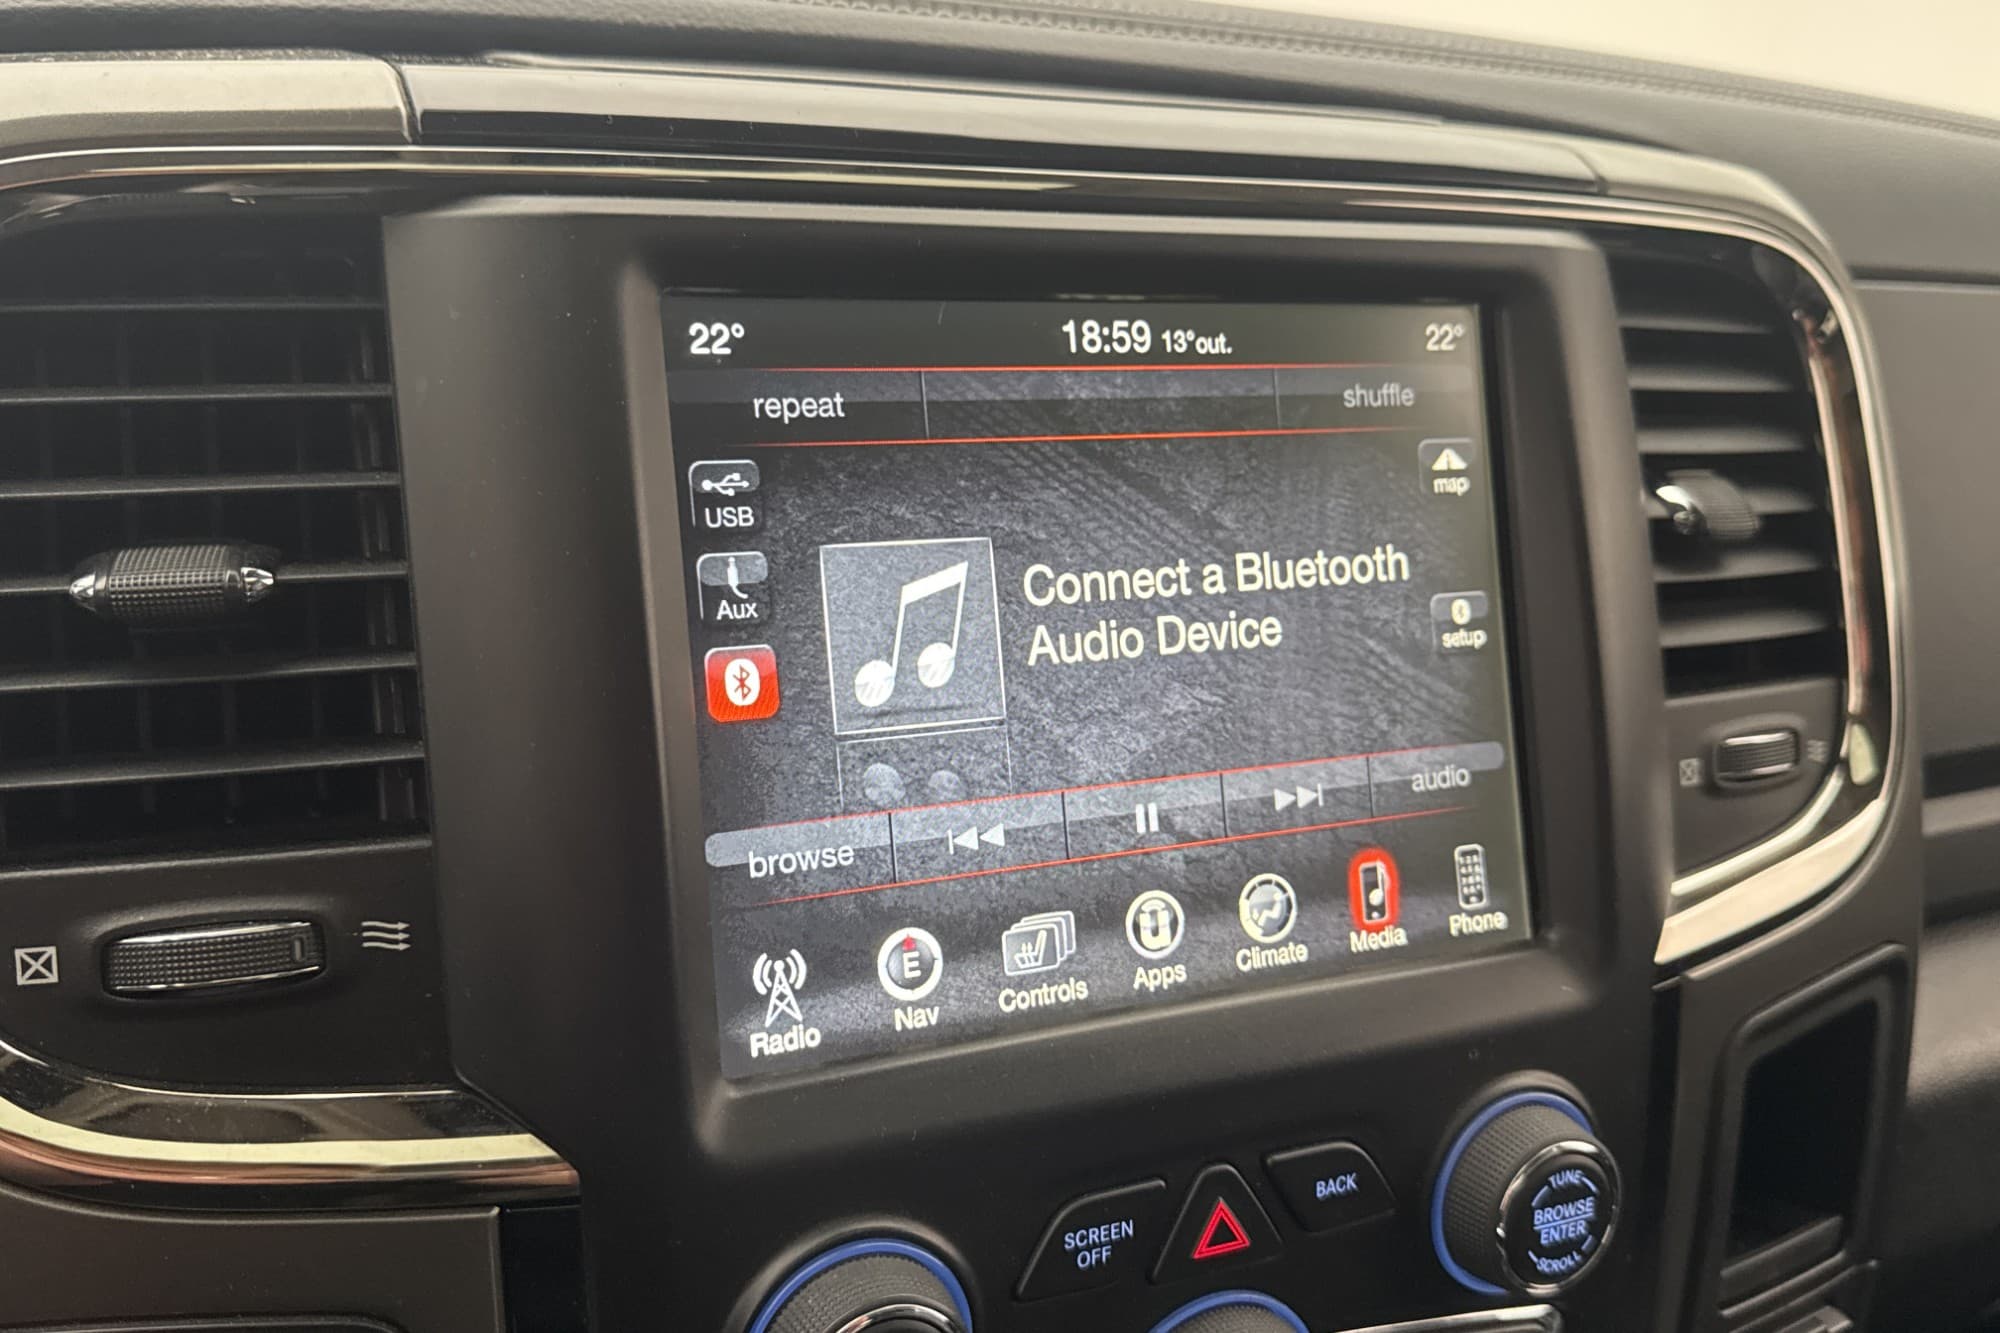 22° 18:59 13°out. 22°
repeat shuffle
USB
map
Aux
Connect a Bluetooth
Audio Device
setup
browse audio
Radio Nav Controls Apps Climate Media Phone
E
SCREEN
OFF
BACK
TUNE
BROWSE
ENTER
SCROLL